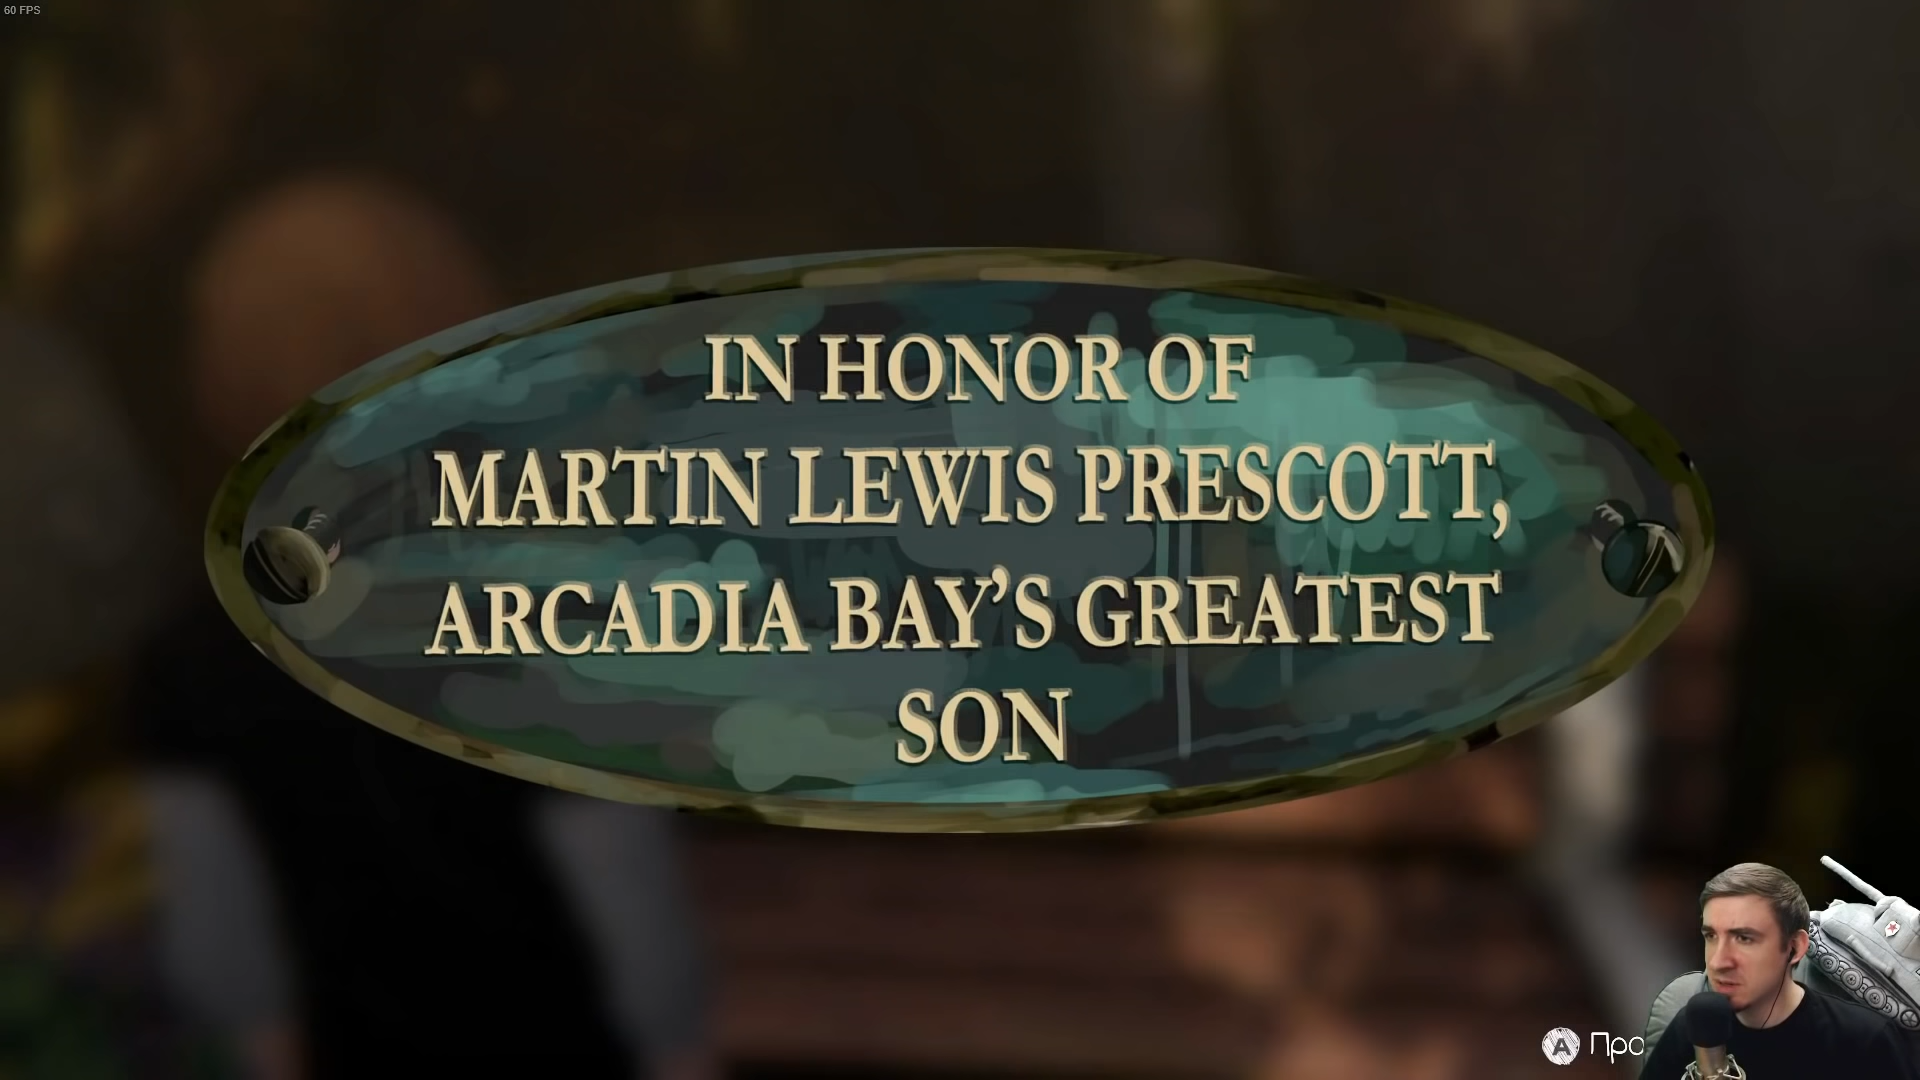 60 FPS
IN HONOR OF
MARTIN LEWIS PRESCOTT,
ARCADIA BAY'S GREATEST
SON
A Про